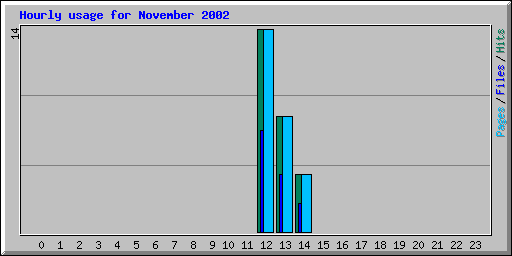 Hourly usage for November 2002
14
Pages/Files/Hits
0 1 2 3 4 5 6 7 8 9 10 11 12 13 14 15 16 17 18 19 20 21 22 23